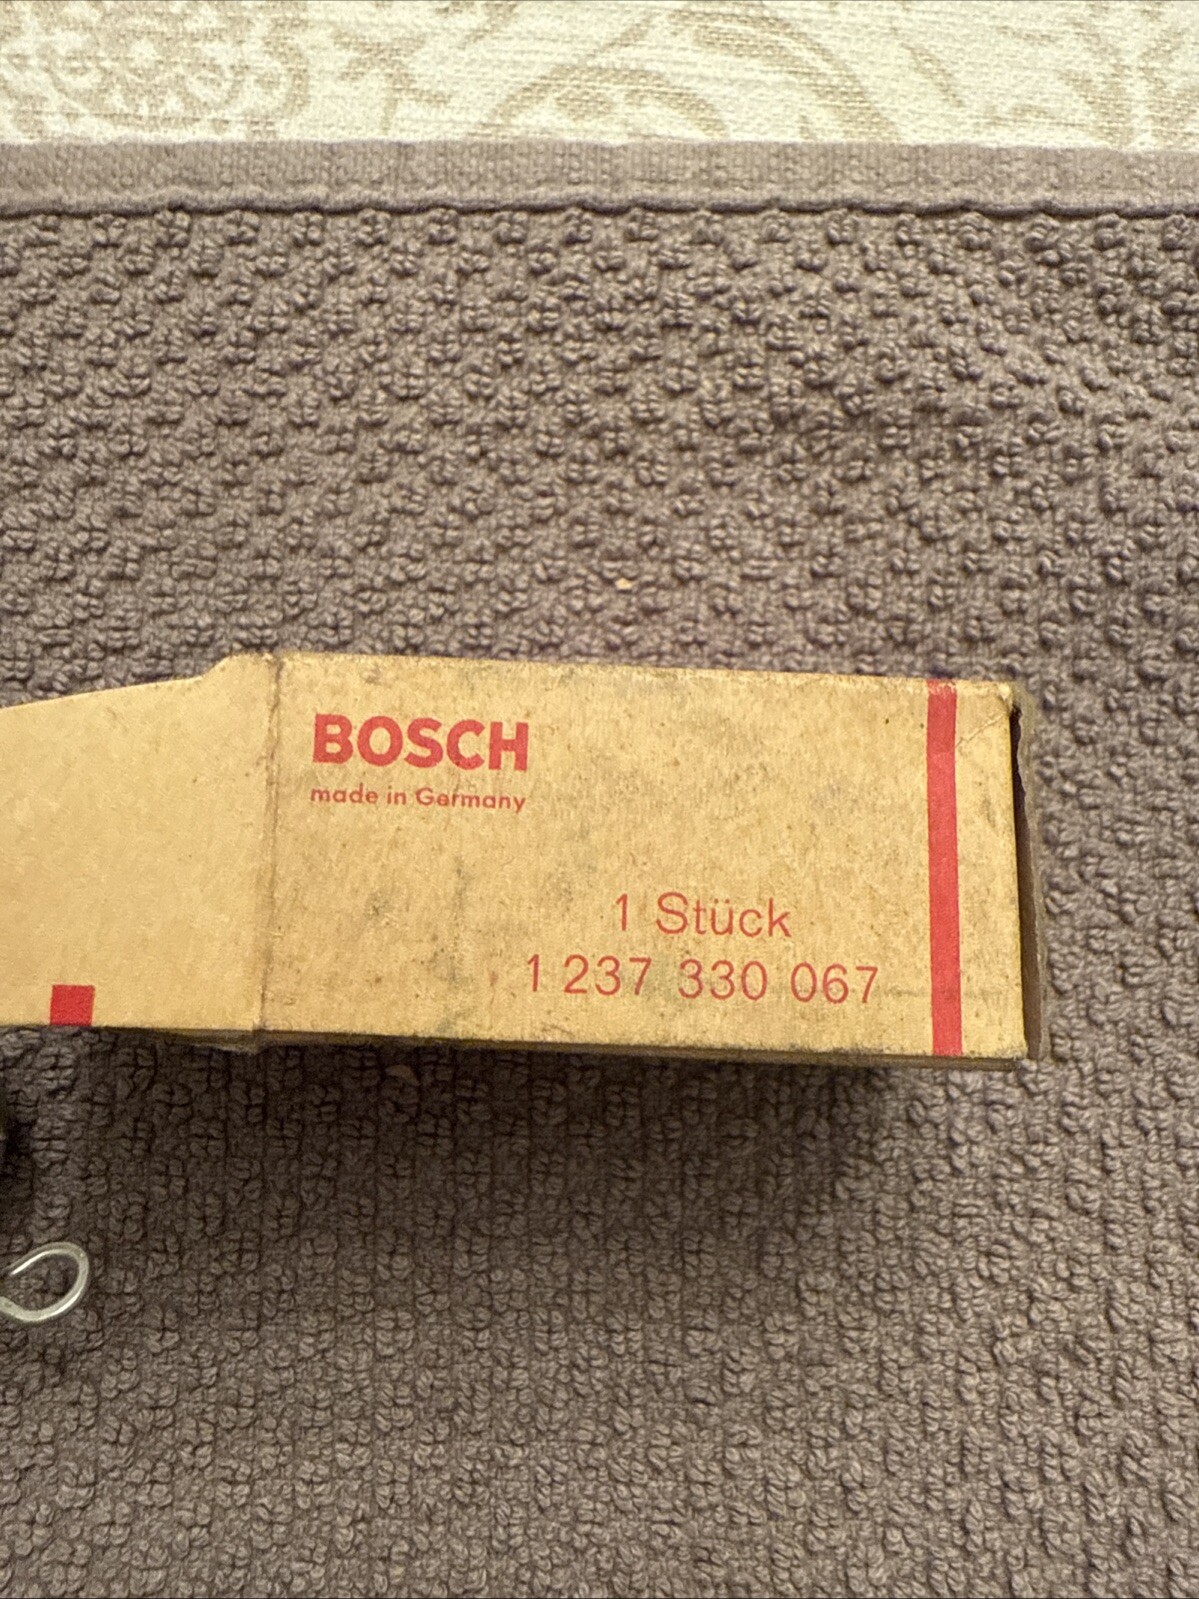 BOSCH
made in Germany
1 Stück
1 237 330 067